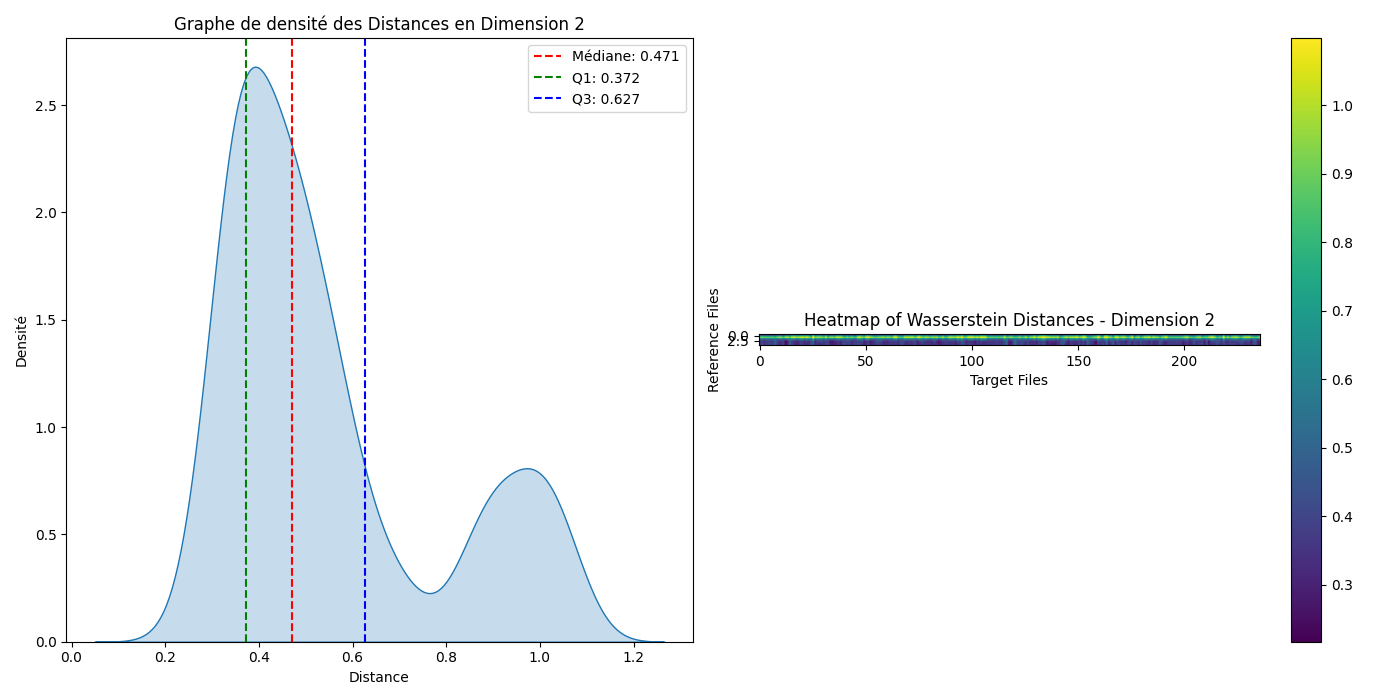 Graphe de densité des Distances en Dimension 2
Médiane: 0.471
Q1: 0.372
Q3: 0.627
Densité
2.5
2.0
1.5
1.0
0.5
0.0
0.0 0.2 0.4 0.6 0.8 1.0 1.2
Distance
Heatmap of Wasserstein Distances - Dimension 2
Reference Files
0.0
2.5
0 50 100 150 200
Target Files
1.0
0.9
0.8
0.7
0.6
0.5
0.4
0.3